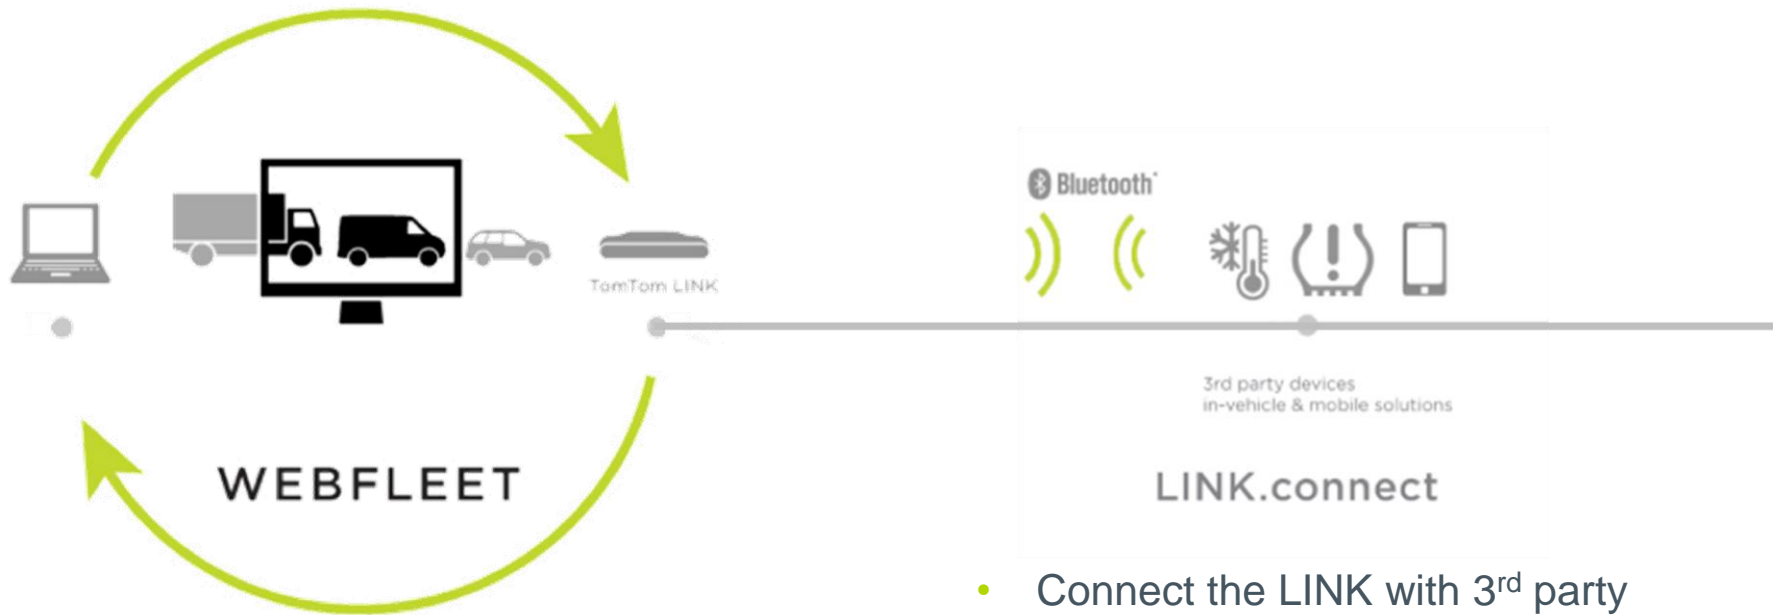 Bluetooth
TomTom LINK
3rd party devices
in-vehicle & mobile solutions
WEBFLEET
LINK.connect
• Connect the LINK with 3rd party